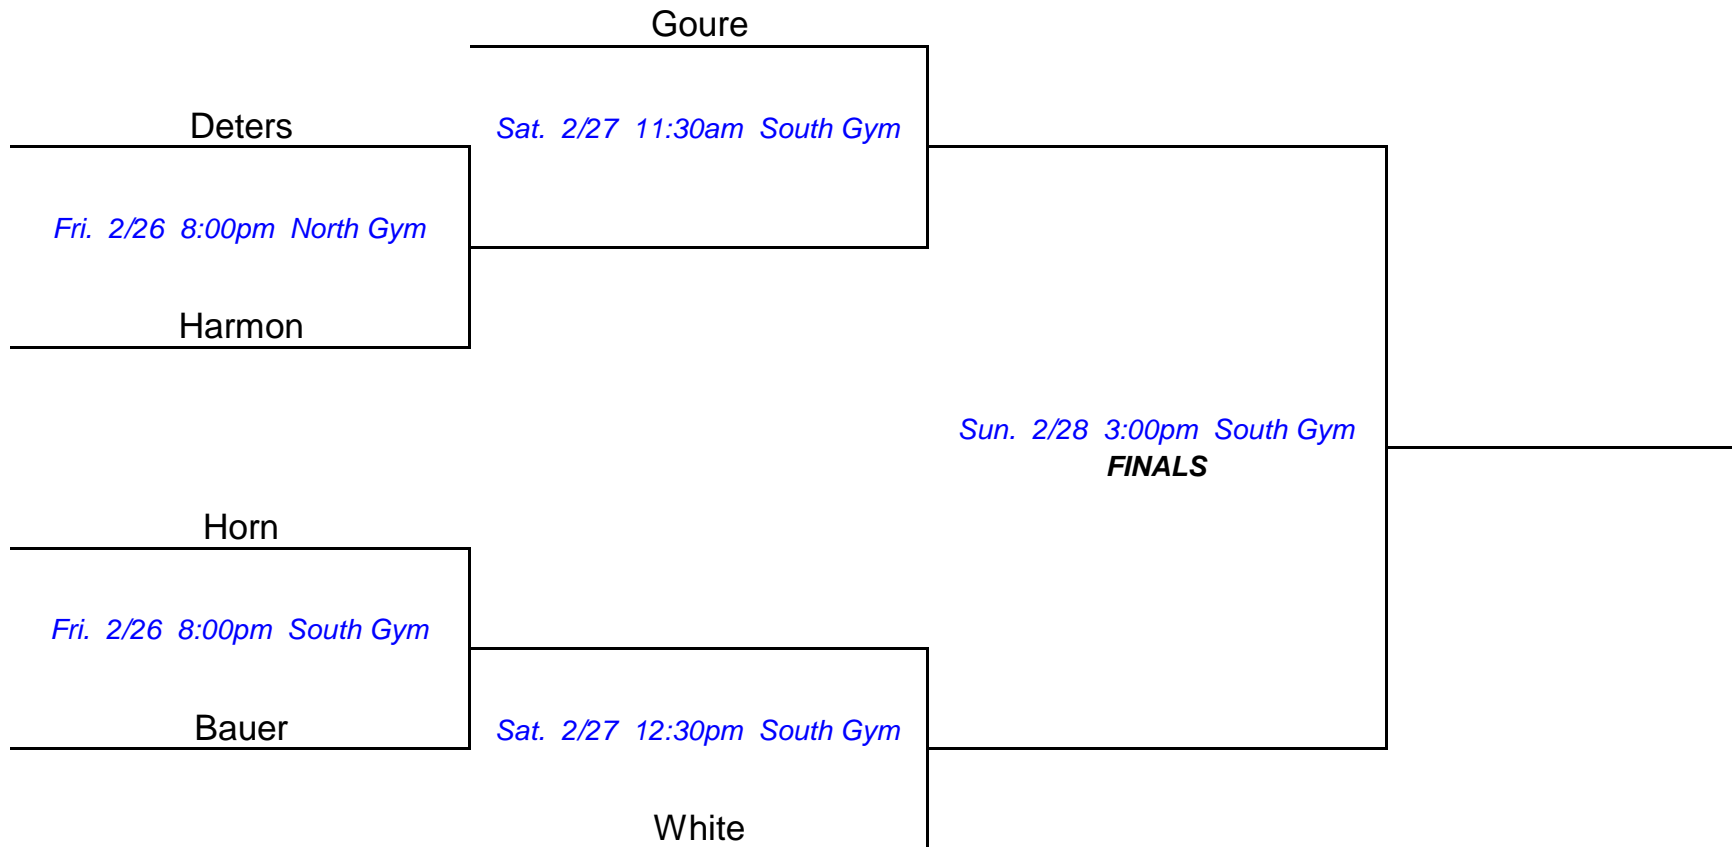 Goure
Deters
Sat. 2/27 11:30am South Gym
Fri. 2/26 8:00pm North Gym
Harmon
Sun. 2/28 3:00pm South Gym
FINALS
Horn
Fri. 2/26 8:00pm South Gym
Bauer
Sat. 2/27 12:30pm South Gym
White